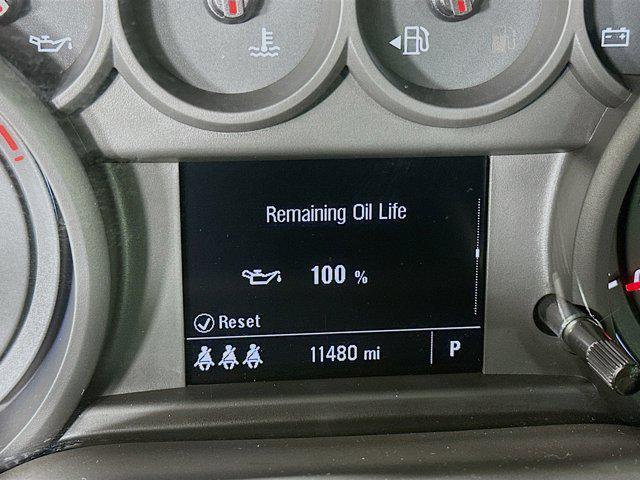 Remaining Oil Life
100 %
Reset
11480 mi
P